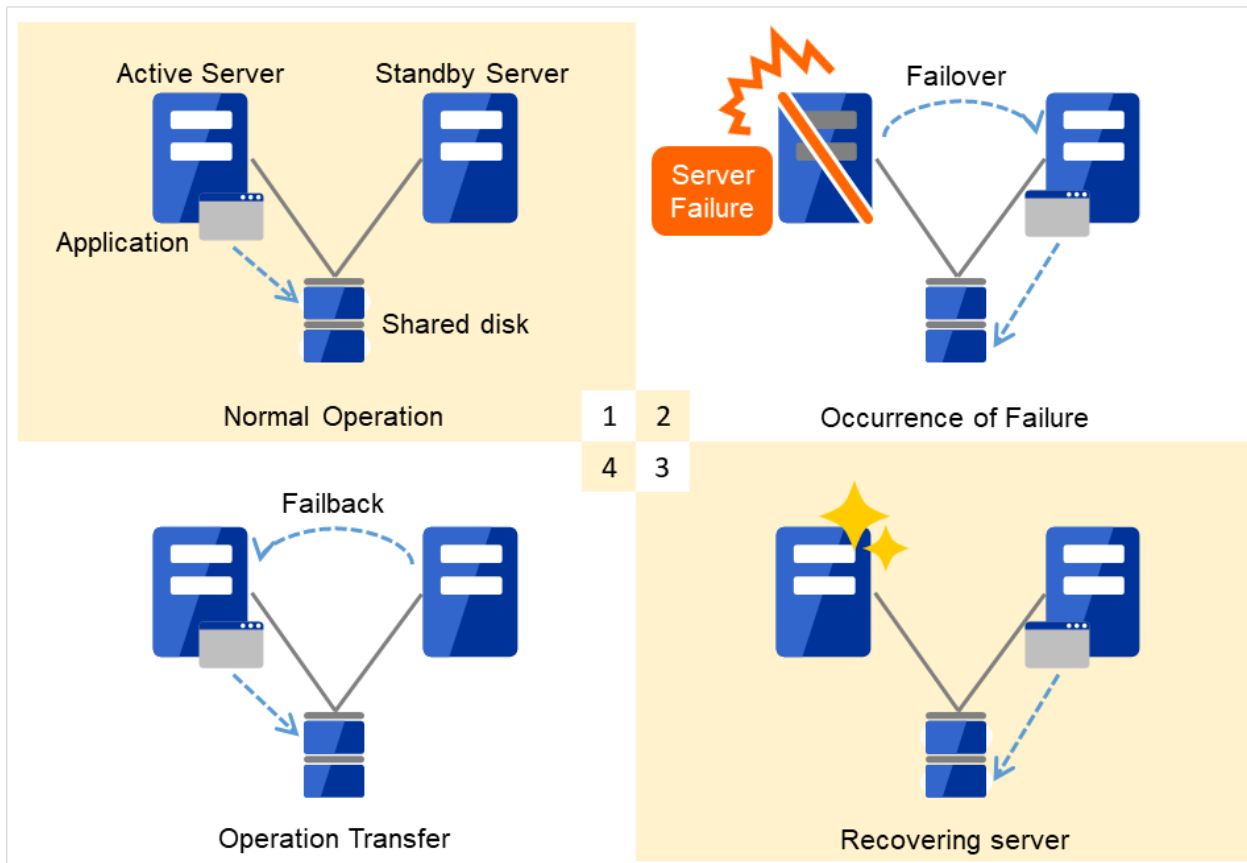 Active Server
Standby Server
Application
Shared disk
Normal Operation
1
Failover
Server
Failure
2
Occurrence of Failure
4
3
Failback
Operation Transfer
Recovering server